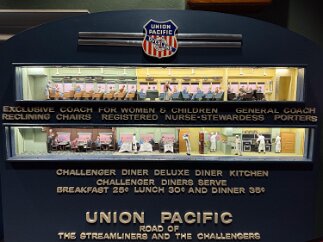 UNION
PACIFIC
EXCLUSIVE COACH FOR WOMEN & CHILDREN GENERAL COACH
RECLINING CHAIRS REGISTERED NURSE-STEWARDESS PORTERS
CHALLENGER DINER DELUXE DINER KITCHEN
CHALLENGER DINERS SERVE
BREAKFAST 25¢ LUNCH 30¢ AND DINNER 35¢
UNION PACIFIC
ROAD OF
THE STREAMLINERS AND THE CHALLENGERS